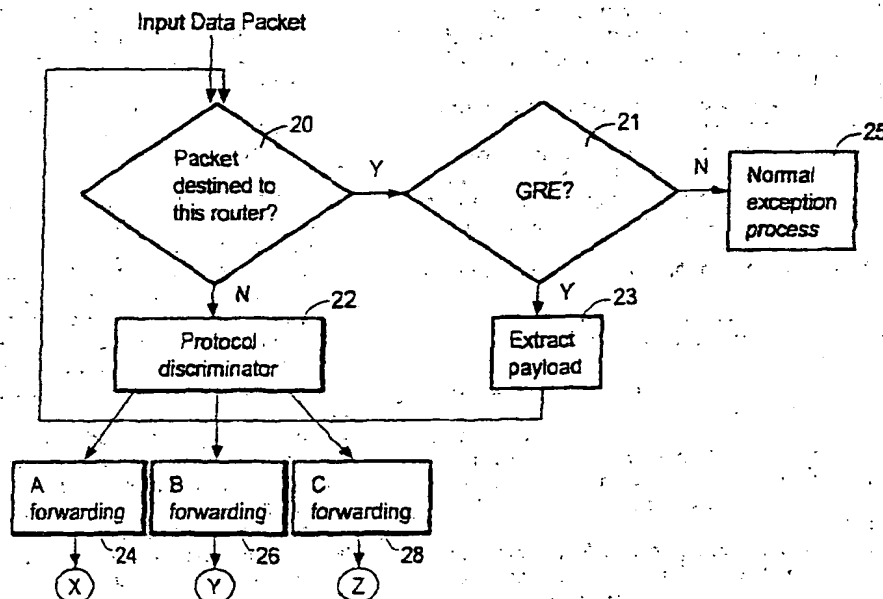 Input Data Packet
20
Packet
destined to
this router?
Y
21
GRE?
N
25
Normal
exception
process
N
22
Protocol
discriminator
Y
23
Extract
payload
A
forwarding
24
B
forwarding
26
C
forwarding
28
X
Y
Z